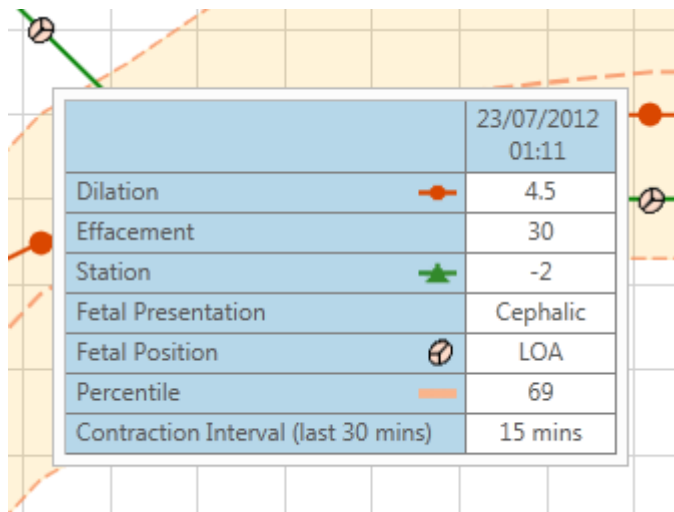 23/07/2012
01:11
Dilation 4.5
Effacement 30
Station -2
Fetal Presentation Cephalic
Fetal Position LOA
Percentile 69
Contraction Interval (last 30 mins) 15 mins